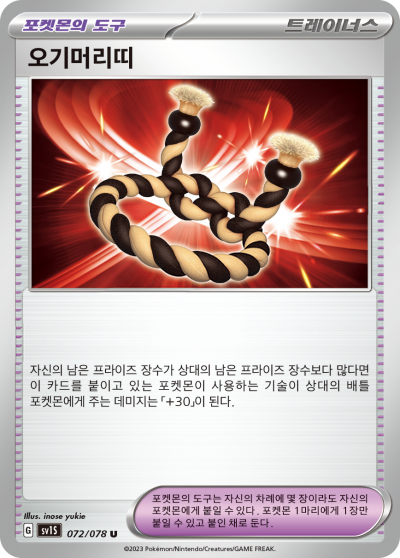 포켓몬의 도구
트레이너스
오기머리띠
자신의 남은 프라이즈 장수가 상대의 남은 프라이즈 장수보다 많다면
이 카드를 붙이고 있는 포켓몬이 사용하는 기술이 상대의 배틀
포켓몬에게 주는 데미지는 「+30」이 된다.
Illus. inose yukie
G sv1S 072/078 U
포켓몬의 도구는 자신의 차례에 몇 장이라도 자신의
포켓몬에게 붙일 수 있다. 포켓몬 1마리에게 1장만
붙일 수 있고 붙인 채로 둔다.
©2023 Pokémon/Nintendo/Creatures/GAME FREAK.